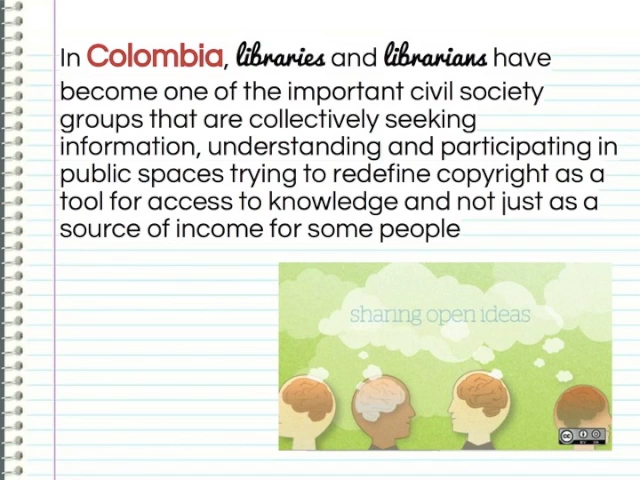 In Colombia, libraries and librarians have
become one of the important civil society
groups that are collectively seeking
information, understanding and participating in
public spaces trying to redefine copyright as a
tool for access to knowledge and not just as a
source of income for some people
sharing open ideas
cc